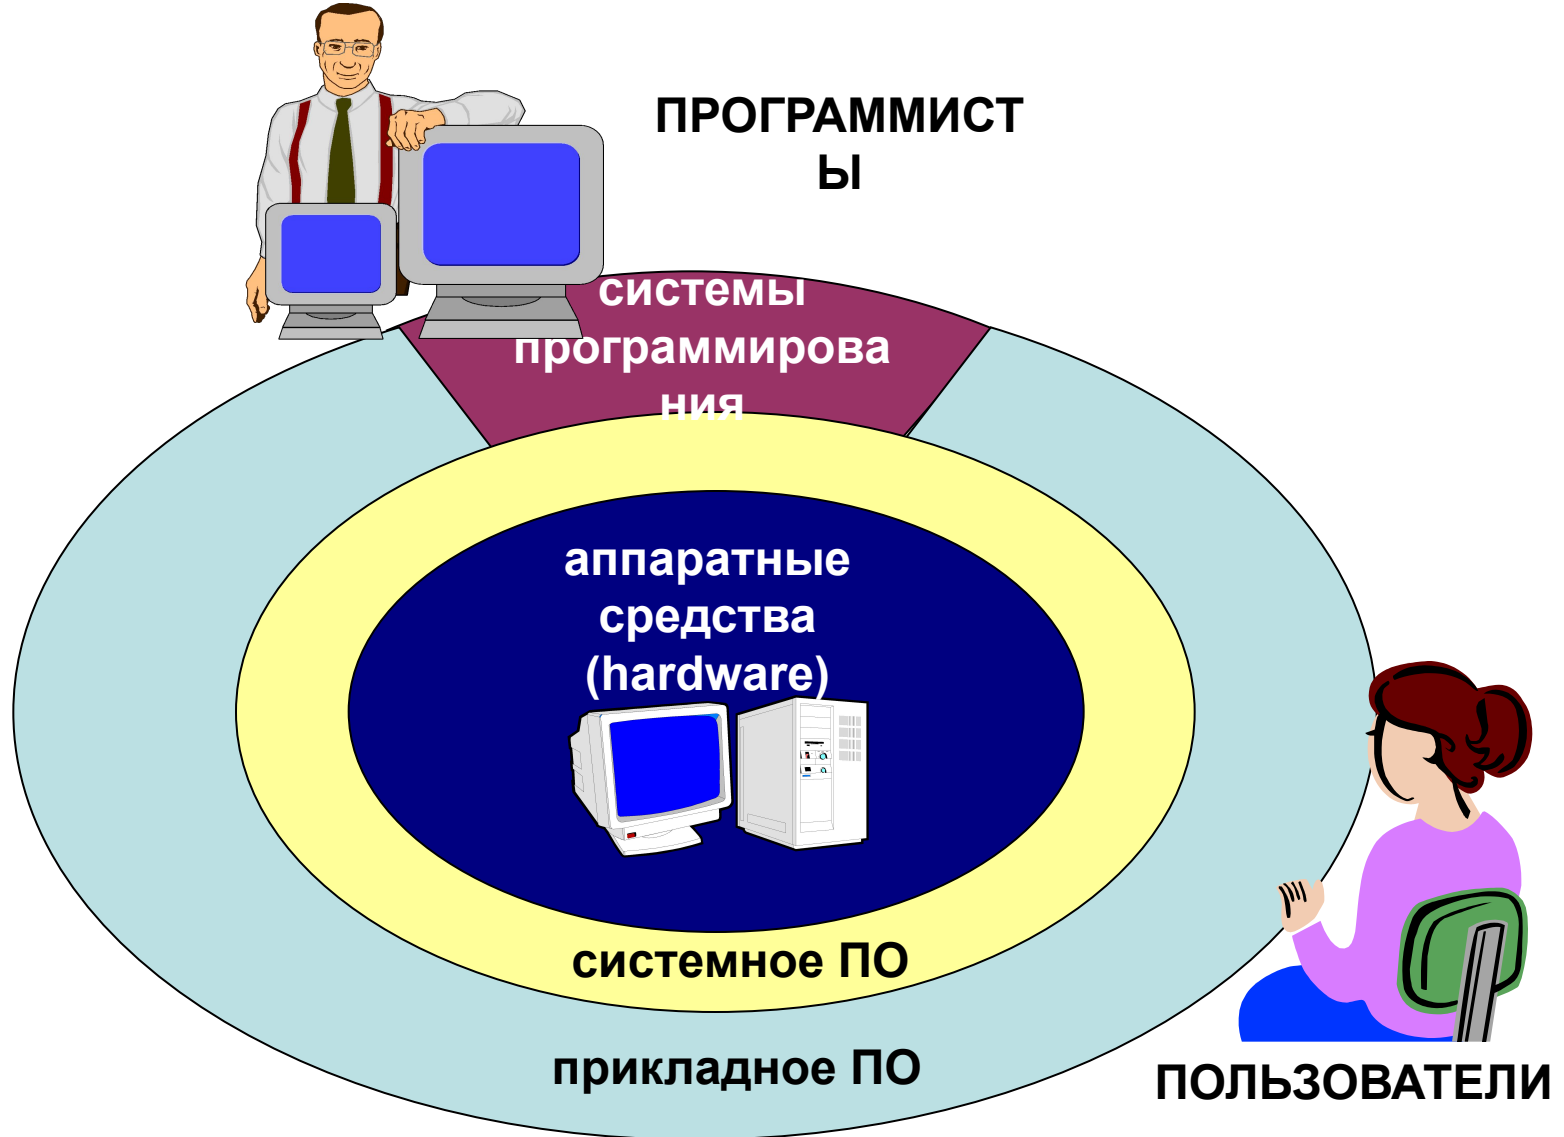 ПРОГРАММИСТ
Ы
системы
программирова
ния
аппаратные
средства
(hardware)
системное ПО
прикладное ПО
ПОЛЬЗОВАТЕЛИ